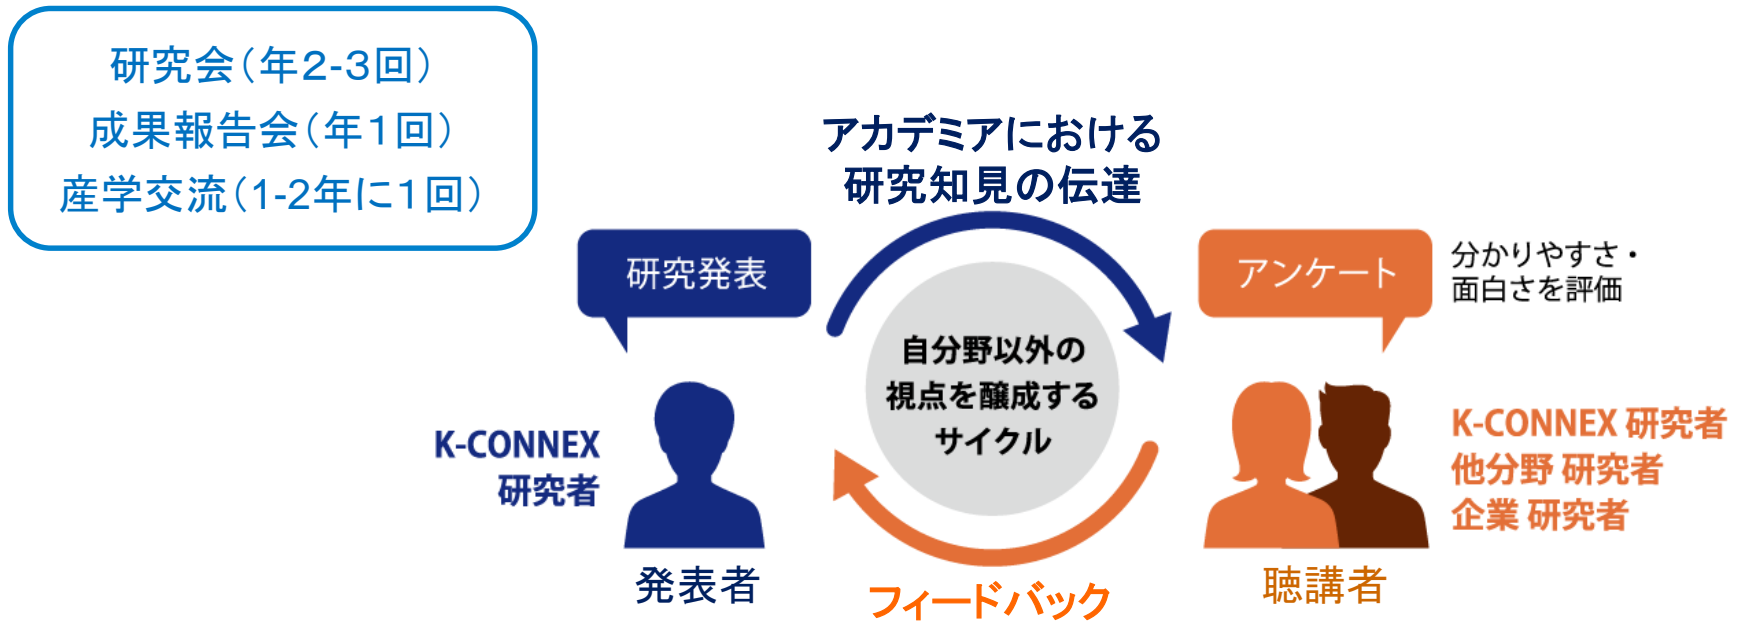 研究会（年2-3回）
成果報告会（年１回）
産学交流（1-2年に１回）
アカデミアにおける
研究知見の伝達
研究発表
アンケート
分かりやすさ・
面白さを評価
自分野以外の
視点を醸成する
サイクル
K-CONNEX
研究者
K-CONNEX 研究者
他分野 研究者
企業 研究者
発表者
フィードバック
聴講者